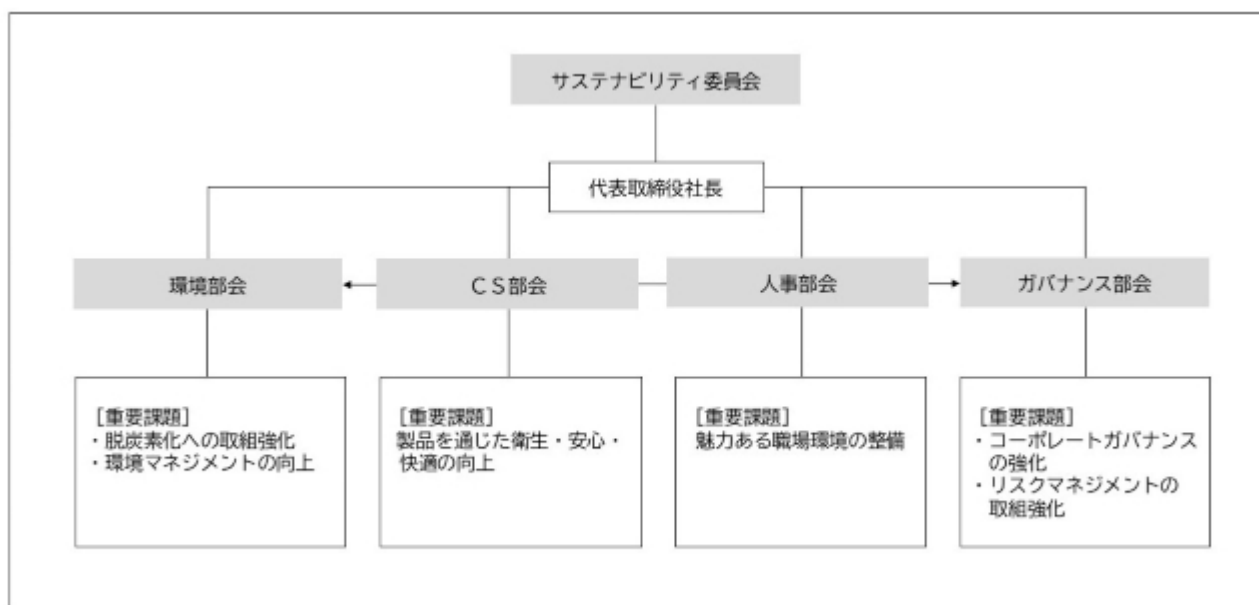 サステナビリティ委員会
代表取締役社長
環境部会
ＣＳ部会
人事部会
ガバナンス部会
［重要課題］
・脱炭素化への取組強化
・環境マネジメントの向上
［重要課題］
製品を通じた衛生・安心・
快適の向上
［重要課題］
魅力ある職場環境の整備
［重要課題］
・コーポレートガバナンス
の強化
・リスクマネジメントの
取組強化